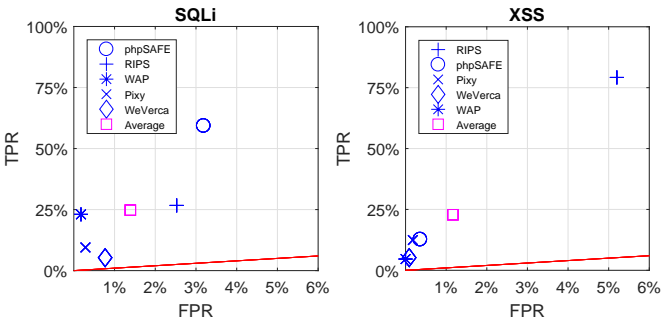 SQLi
100%
75%
50%
25%
0%
TPR
phpSAFE
RIPS
WAP
Pixy
WeVerca
Average
1%
2%
3%
4%
5%
6%
FPR
XSS
100%
75%
50%
25%
0%
TPR
RIPS
phpSAFE
Pixy
WeVerca
WAP
Average
1%
2%
3%
4%
5%
6%
FPR